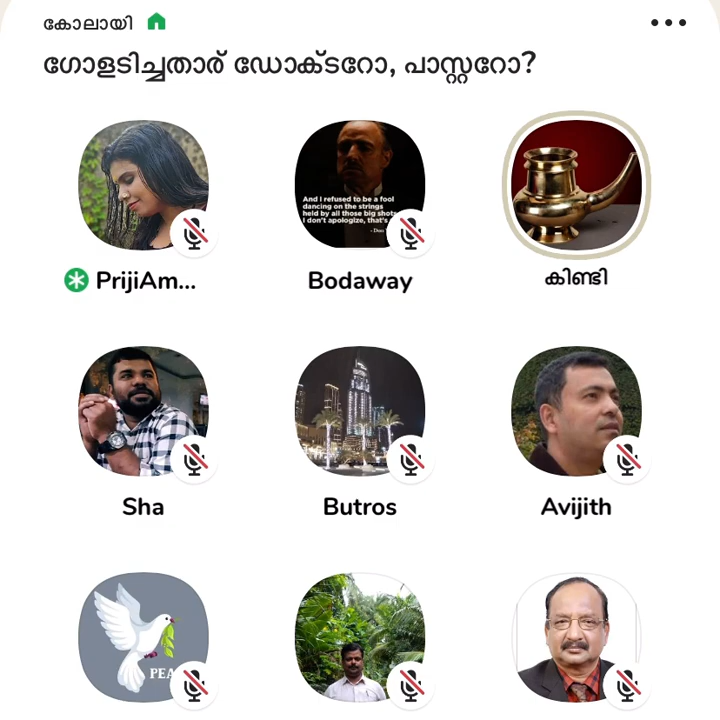 കോലായി
ഗോളടിച്ചതാര് ഡോക്ടറോ, പാസ്റ്ററോ?
And I refused to be a fool
dancing on the strings
held by all those big shots
I don't apologize, that's
PrijiAm...
Bodaway
കിണ്ടി
Sha
Butros
Avijith